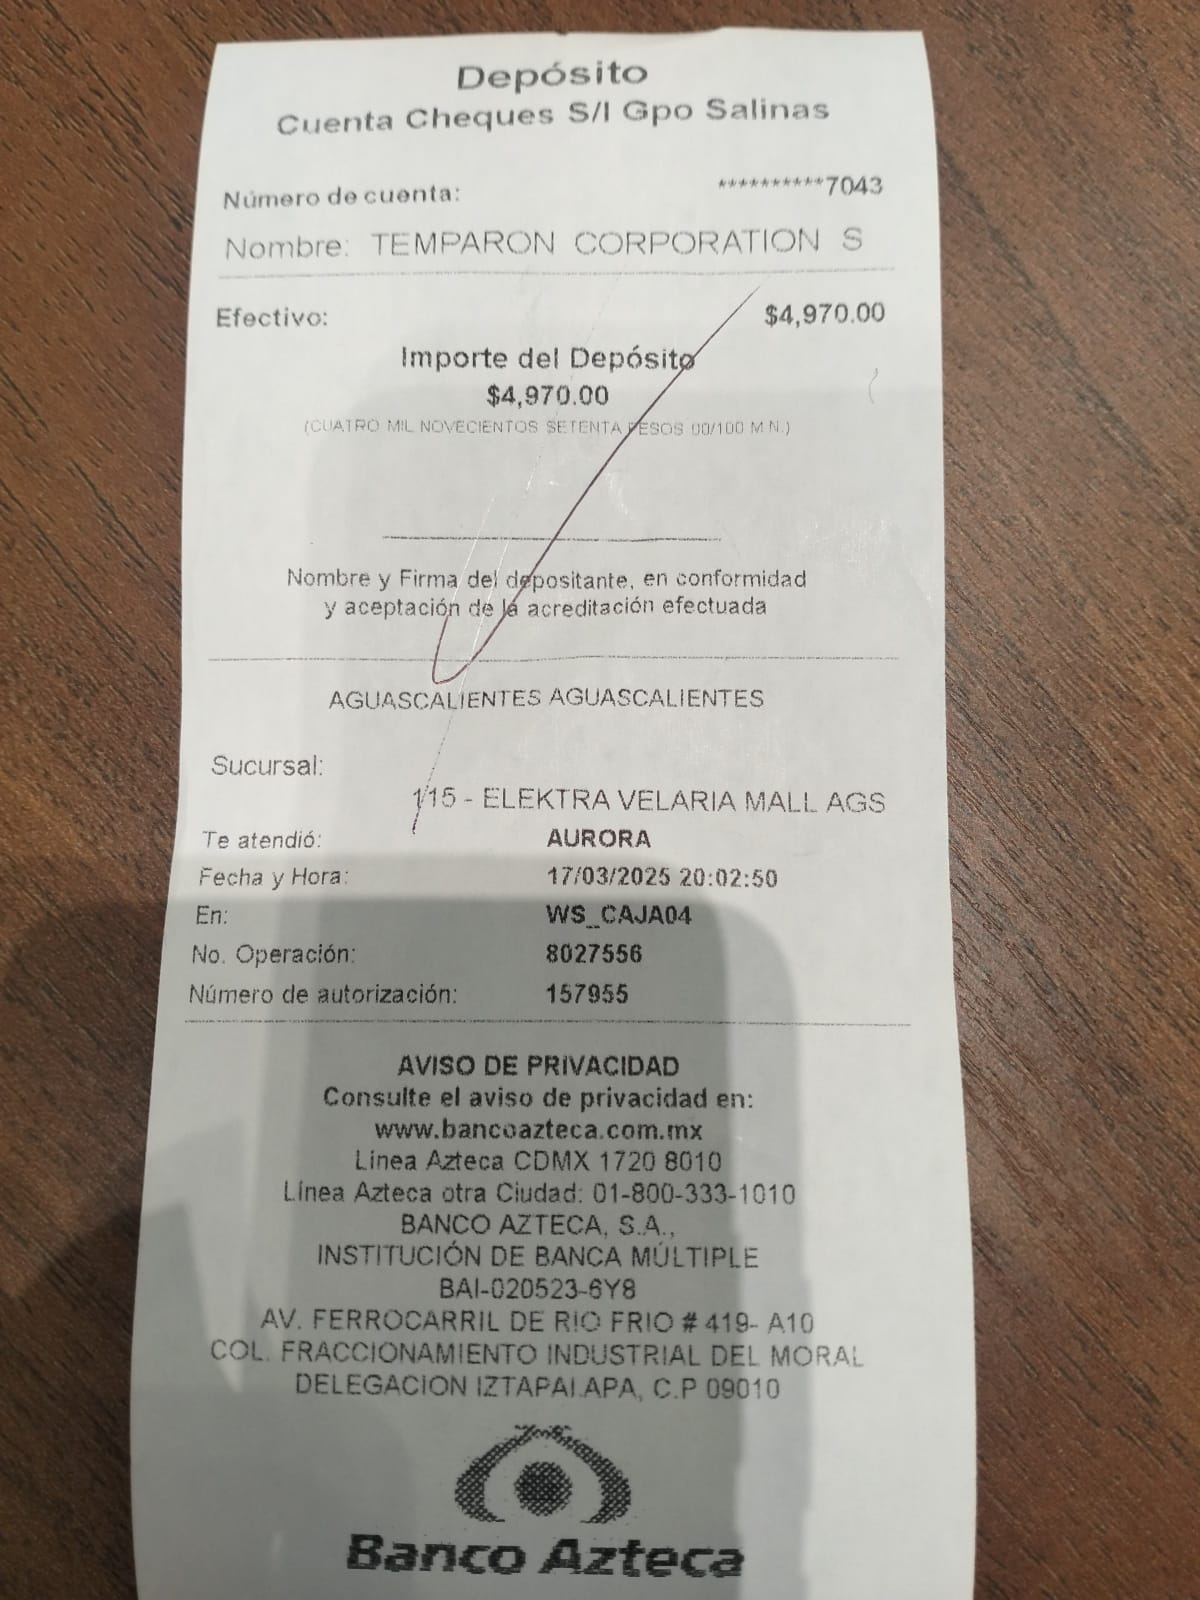 Depósito
Cuenta Cheques S/I Gpo Salinas
Número de cuenta: **********7043
Nombre: TEMPARON CORPORATION S
Efectivo: $4,970.00
Importe del Depósito
$4,970.00
(CUATRO MIL NOVECIENTOS SETENTA PESOS 00/100 M.N.)
Nombre y Firma del depositante, en conformidad
y aceptación de la acreditación efectuada
AGUASCALIENTES AGUASCALIENTES
Sucursal:
115 - ELEKTRA VELARIA MALL AGS
Te atendió: AURORA
Fecha y Hora: 17/03/2025 20:02:50
En: WS_CAJA04
No. Operación: 8027556
Número de autorización: 157955
AVISO DE PRIVACIDAD
Consulte el aviso de privacidad en:
www.bancoazteca.com.mx
Línea Azteca CDMX 1720 8010
Línea Azteca otra Ciudad: 01-800-333-1010
BANCO AZTECA, S.A.,
INSTITUCIÓN DE BANCA MÚLTIPLE
BAI-020523-6Y8
AV. FERROCARRIL DE RIO FRIO # 419- A10
COL. FRACCIONAMIENTO INDUSTRIAL DEL MORAL
DELEGACION IZTAPALAPA, C.P 09010
Banco Azteca